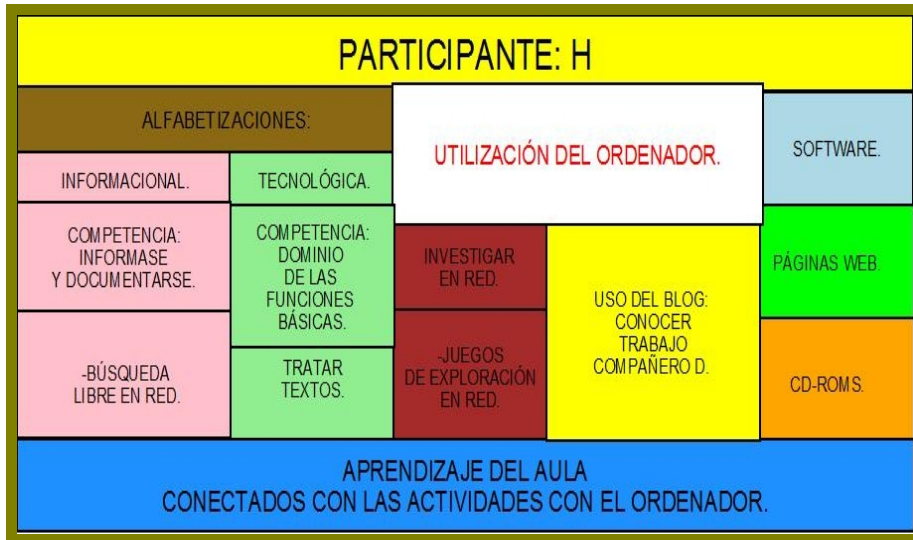 PARTICIPANTE: H
ALFABETIZACIONES:
UTILIZACIÓN DEL ORDENADOR.
SOFTWARE.
INFORMACIONAL.
TECNOLÓGICA.
COMPETENCIA:
INFORMASE
Y DOCUMENTARSE.
COMPETENCIA:
DOMINIO
DE LAS
FUNCIONES
BÁSICAS.
INVESTIGAR
EN RED.
USO DEL BLOG:
CONOCER
TRABAJO
COMPAÑERO D.
PÁGINAS WEB.
-BÚSQUEDA
LIBRE EN RED.
TRATAR
TEXTOS.
-JUEGOS
DE EXPLORACIÓN
EN RED.
CD-ROMS.
APRENDIZAJE DEL AULA
CONECTADOS CON LAS ACTIVIDADES CON EL ORDENADOR.